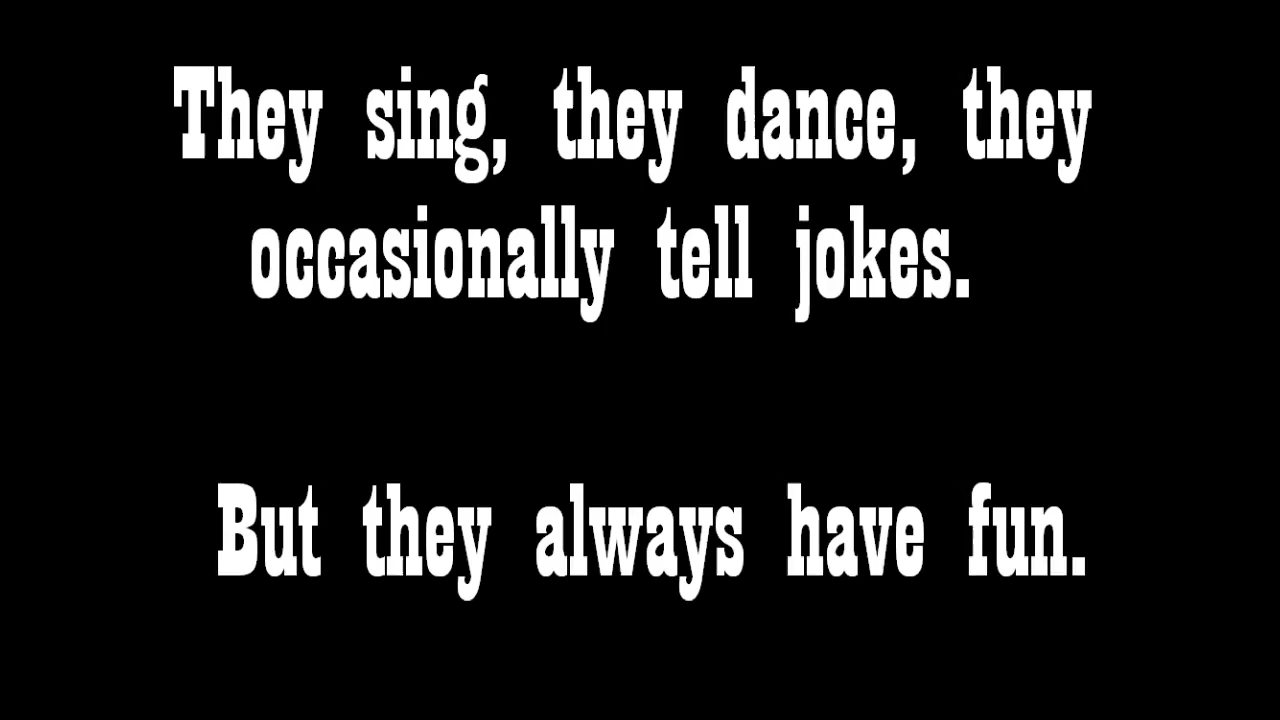 They sing, they dance, they
occasionally tell jokes.
But they always have fun.